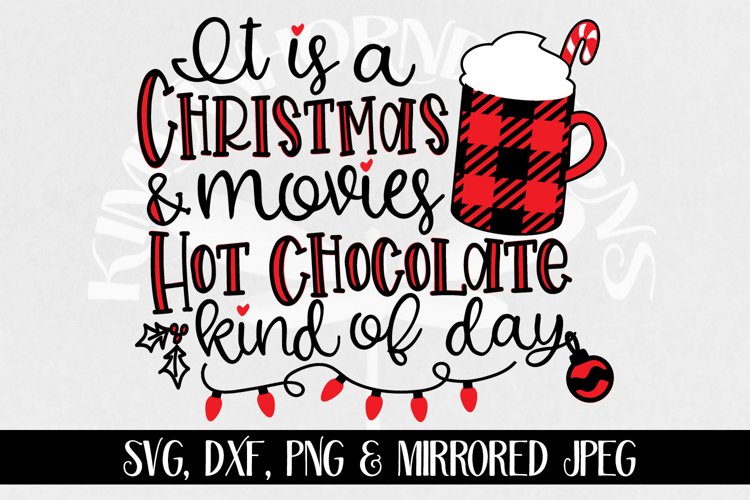 It is a
CHRISTMAS
& movies
HOT CHOCOLATE
kind of day
SVG, DXF, PNG & MIRRORED JPEG